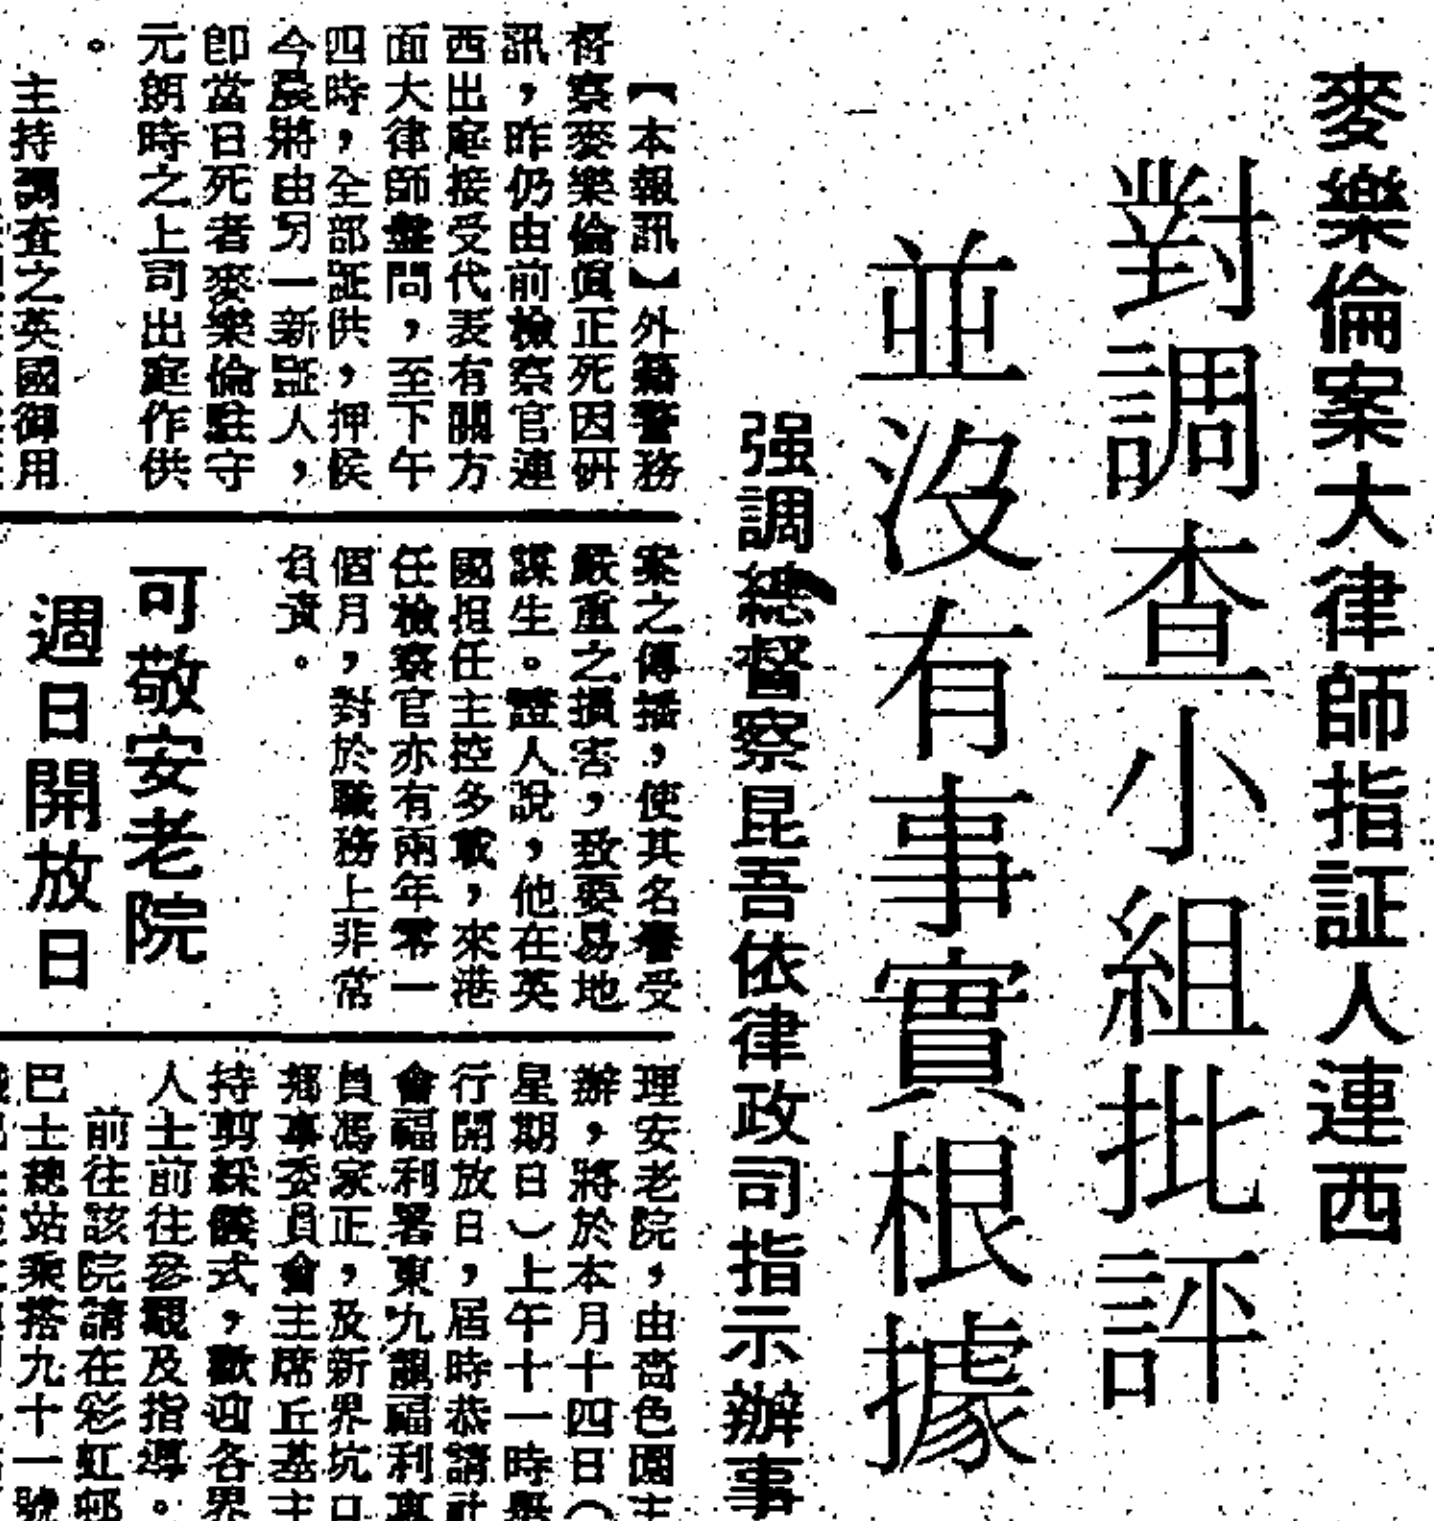 麥樂倫案大律師指証人連西
對調查小組批評
並没有事實根據
强調總督察昆吾依律政司指示辦事
【本報訊】外籍警務
督察麥樂倫眞正死因研
訊，昨仍由前檢察官連
西出庭接受代表有關方
面大律師盤問，至下午
四時，全部証供，押候
今晨將由另一新証人，
卽當日死者麥樂倫駐守
元朗時之上司出庭作供
。
主持調查之英國御用
案之傳播，使其名譽受
嚴重之損害，致要易地
謀生。證人說，他在英
國担任主控多載，來港
任檢察官亦有兩年零一
個月，對於職務上非常
負責。
可敬安老院
週日開放日
理安老院，由嗇色園主
辦，將於本月十四日（
星期日）上午十一時舉
行開放日，屆時恭請社
會福利署東九龍福利專
員馮家正，及新界坑口
鄉事委員會主席丘基主
持剪綵儀式，歡迎各界
人士前往參觀及指導。
前往該院請在彩虹邨
巴士總站乘搭九十一號